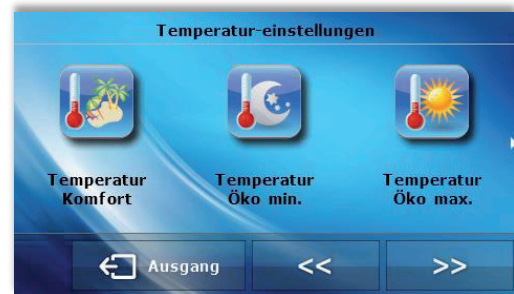 Temperatur-einstellungen
Temperatur
Komfort
Temperatur
Öko min.
Temperatur
Öko max.
Ausgang
<<
>>